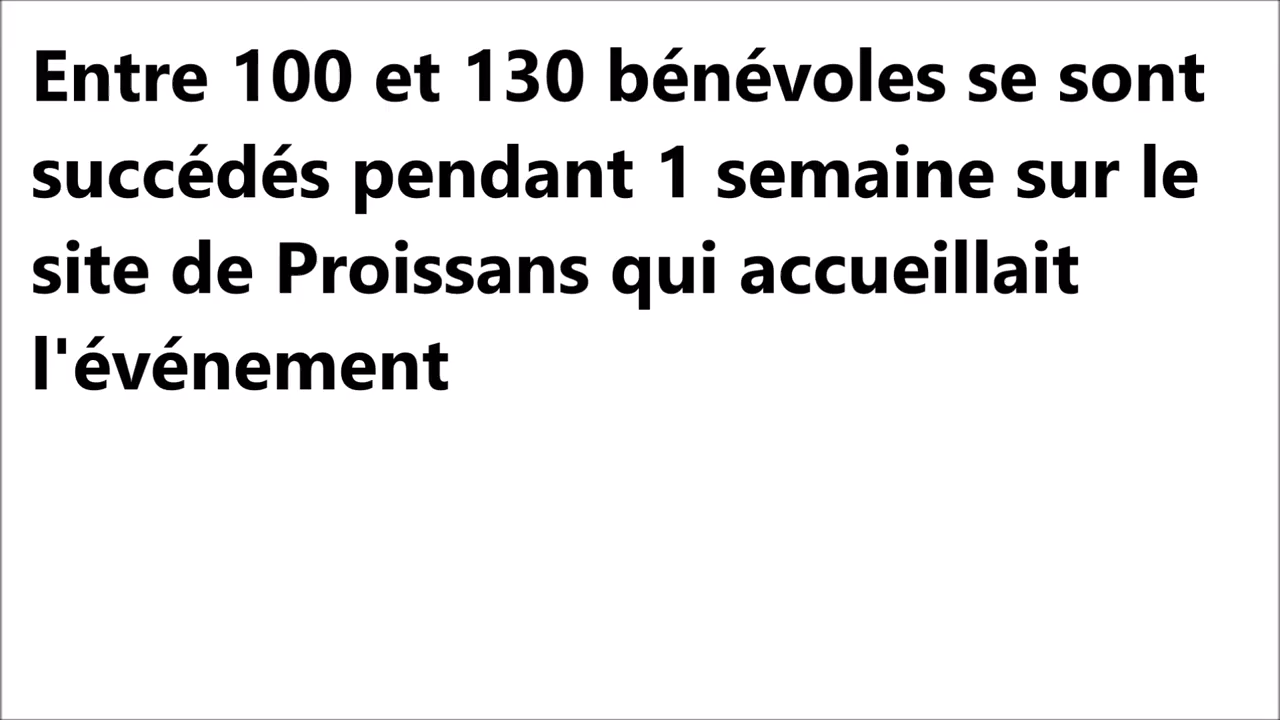 Entre 100 et 130 bénévoles se sont
succédés pendant 1 semaine sur le
site de Proissans qui accueillait
l'événement